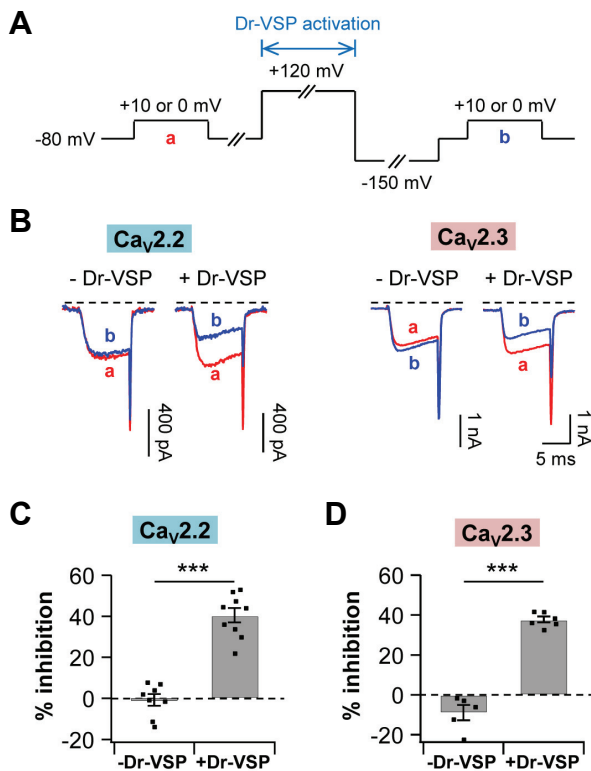 A
Dr-VSP activation
+120 mV
+10 or 0 mV
+10 or 0 mV
-80 mV
a
b
-150 mV
B
CaV2.2
CaV2.3
- Dr-VSP
+ Dr-VSP
- Dr-VSP
+ Dr-VSP
b
a
b
a
a
b
b
a
400 pA
400 pA
1 nA
1 nA
5 ms
C
CaV2.2
% inhibition
60
40
20
0
-20
***
-Dr-VSP
+Dr-VSP
D
CaV2.3
% inhibition
60
40
20
0
-20
***
-Dr-VSP
+Dr-VSP